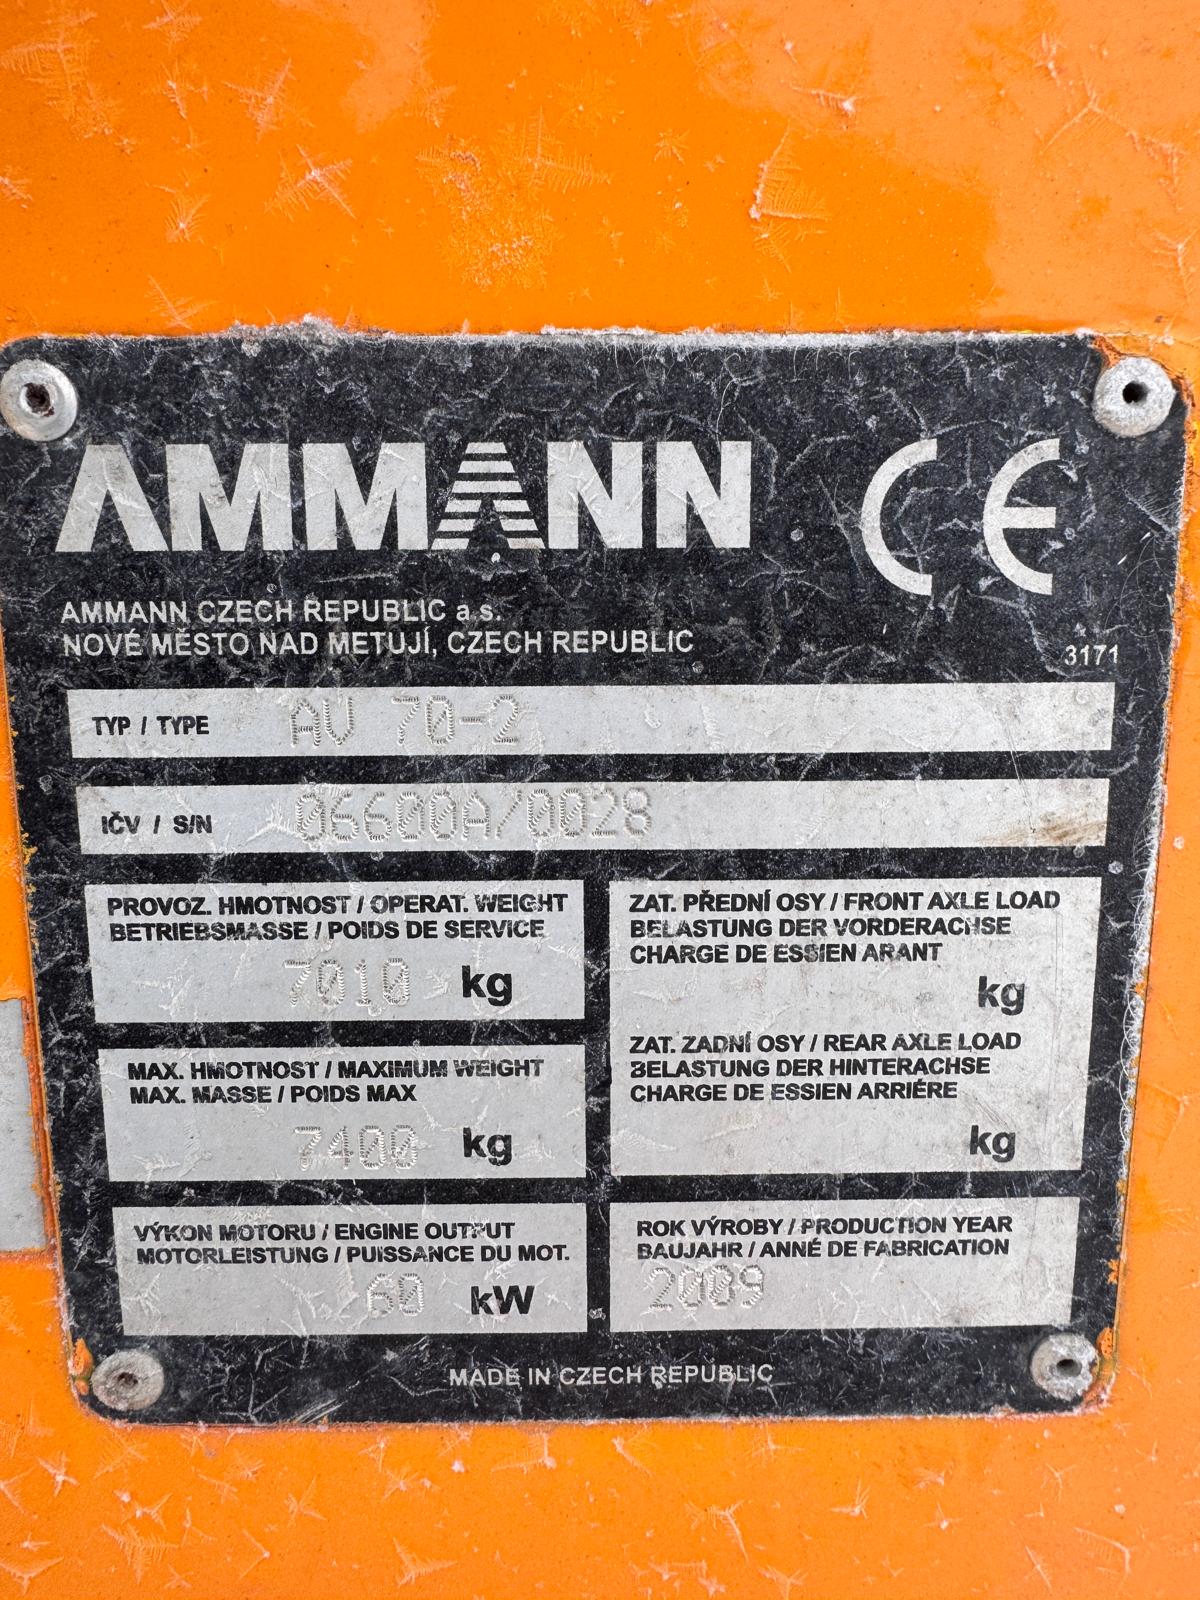 AMMANN CE
AMMANN CZECH REPUBLIC a.s.
NOVÉ MĚSTO NAD METUJÍ, CZECH REPUBLIC
3171
TYP / TYPE AV 70-2
IČV / S/N 06600A/0028
PROVOZ. HMOTNOST / OPERAT. WEIGHT
BETRIEBSMASSE / POIDS DE SERVICE
7010 kg
ZAT. PŘEDNÍ OSY / FRONT AXLE LOAD
BELASTUNG DER VORDERACHSE
CHARGE DE ESSIEN ARANT
kg
ZAT. ZADNÍ OSY / REAR AXLE LOAD
BELASTUNG DER HINTERACHSE
CHARGE DE ESSIEN ARRIÉRE
kg
MAX. HMOTNOST / MAXIMUM WEIGHT
MAX. MASSE / POIDS MAX
7400 kg
VÝKON MOTORU / ENGINE OUTPUT
MOTORLEISTUNG / PUISSANCE DU MOT.
60 kW
ROK VÝROBY / PRODUCTION YEAR
BAUJAHR / ANNÉ DE FABRICATION
2009
MADE IN CZECH REPUBLIC